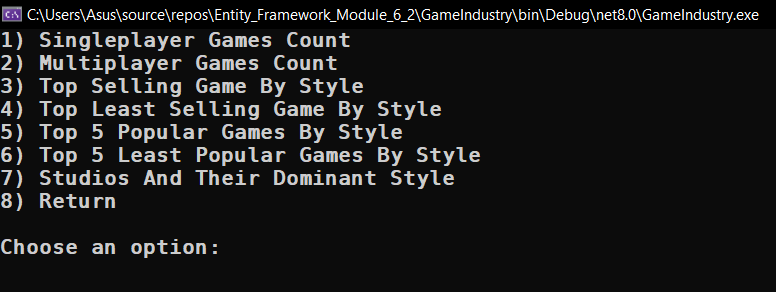 C:\Users\Asus\source\repos\Entity_Framework_Module_6_2\GameIndustry\bin\Debug\net8.0\GameIndustry.exe
1) Singleplayer Games Count
2) Multiplayer Games Count
3) Top Selling Game By Style
4) Top Least Selling Game By Style
5) Top 5 Popular Games By Style
6) Top 5 Least Popular Games By Style
7) Studios And Their Dominant Style
8) Return
Choose an option: